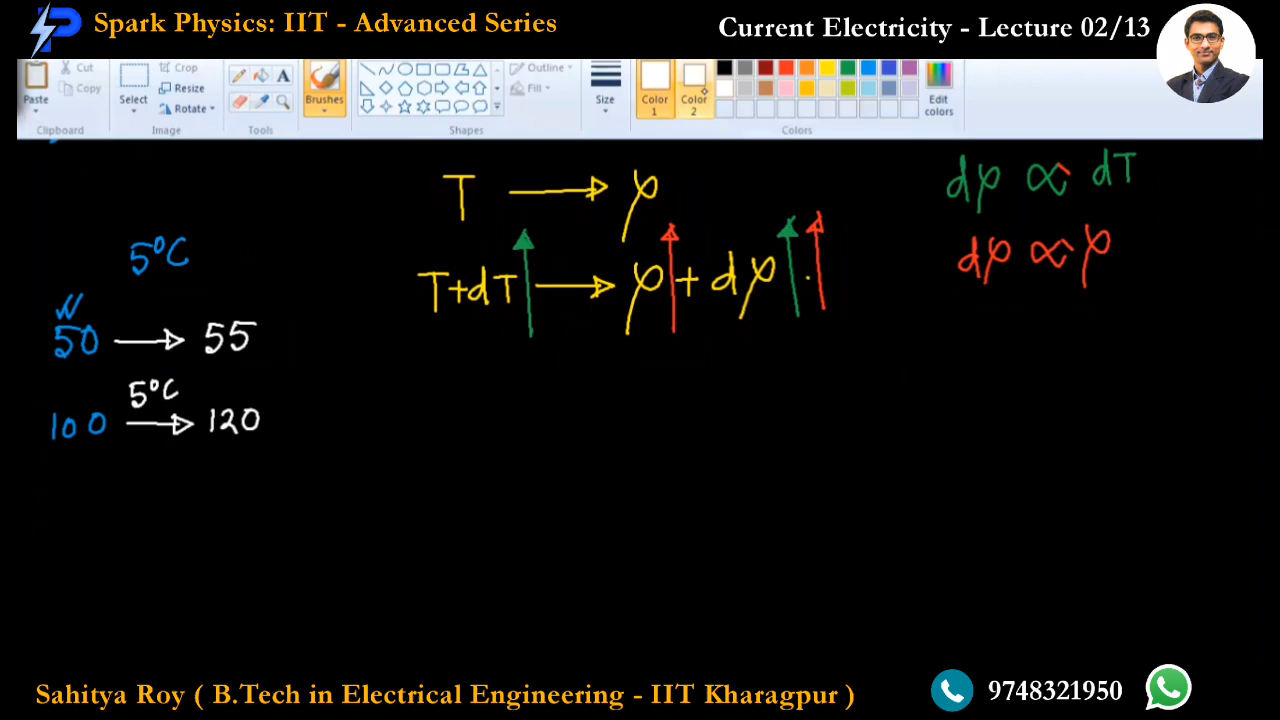 Spark Physics: IIT - Advanced Series
Current Electricity - Lecture 02/13
Paste
Cut
Copy
Clipboard
Select
Crop
Resize
Rotate
Image
A
Tools
Brushes
Shapes
Outline
Fill
Size
Color 1
Color 2
Edit colors
Colors
5°C
50 → 55
5°C
100 → 120
T → ρ
T+dT → ρ + dρ
dρ ∝ dT
dρ ∝ ρ
Sahitya Roy ( B.Tech in Electrical Engineering - IIT Kharagpur )
9748321950